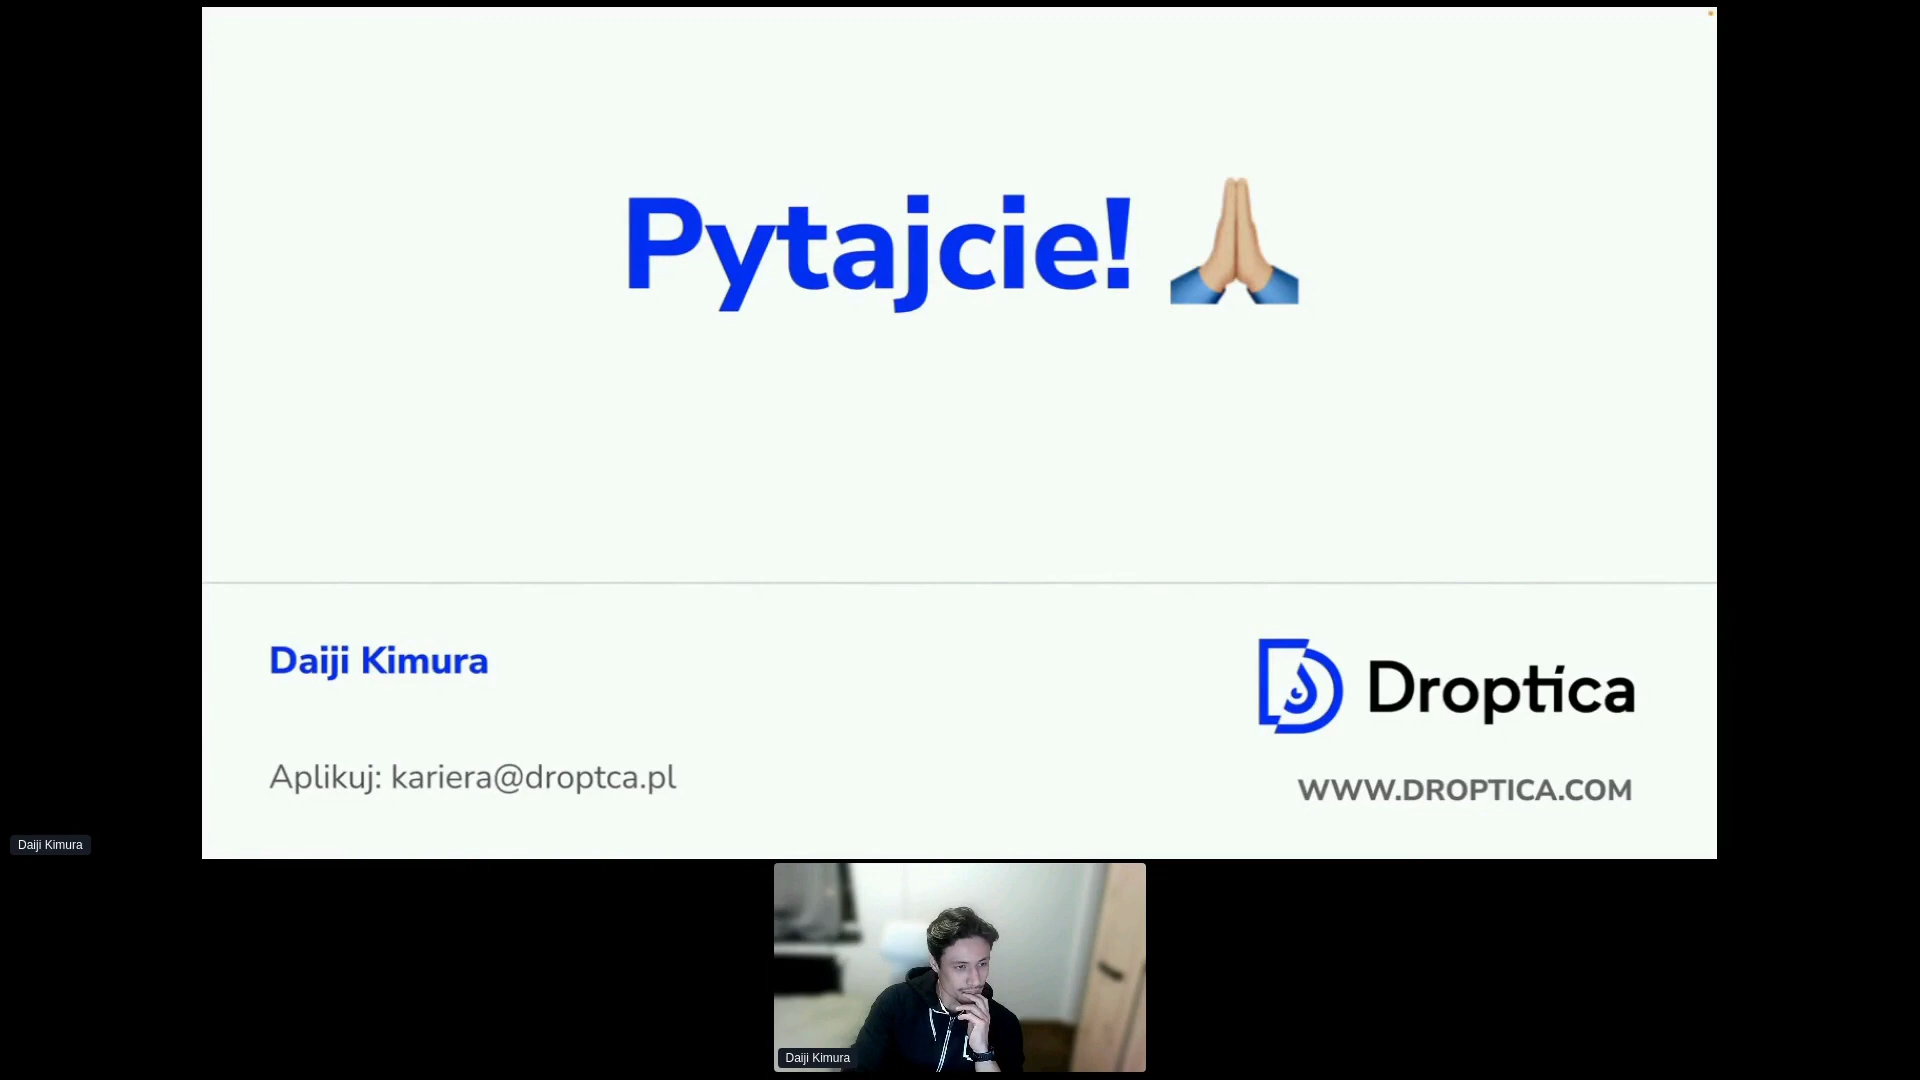 Pytajcie! 🙏🏼
Daiji Kimura
Droptica
Aplikuj: kariera@droptca.pl
WWW.DROPTICA.COM
Daiji Kimura
Daiji Kimura